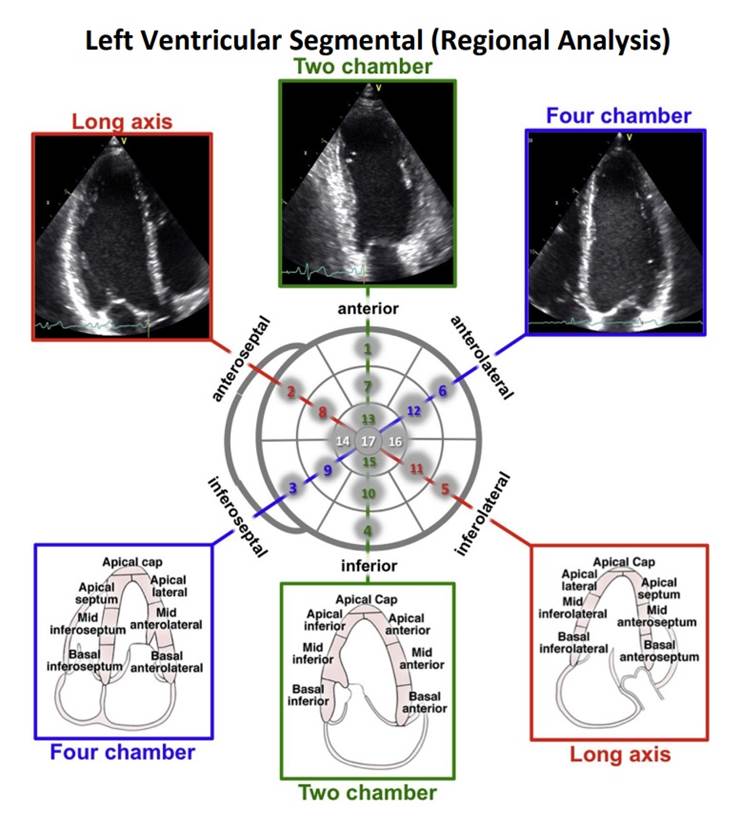 Left Ventricular Segmental (Regional Analysis)
Two chamber
Long axis
Four chamber
V
V
V
anterior
anteroseptal
anterolateral
1
7
2
6
8
12
13
14
17
16
15
9
11
3
10
5
4
inferoseptal
inferolateral
inferior
Apical cap
Apical
septum
Apical
lateral
Mid
inferoseptum
Mid
anterolateral
Basal
inferoseptum
Basal
anterolateral
Four chamber
Apical Cap
Apical
inferior
Apical
anterior
Mid
inferior
Mid
anterior
Basal
inferior
Basal
anterior
Two chamber
Apical Cap
Apical
lateral
Apical
septum
Mid
inferolateral
Mid
anteroseptum
Basal
inferolateral
Basal
anteroseptum
Long axis